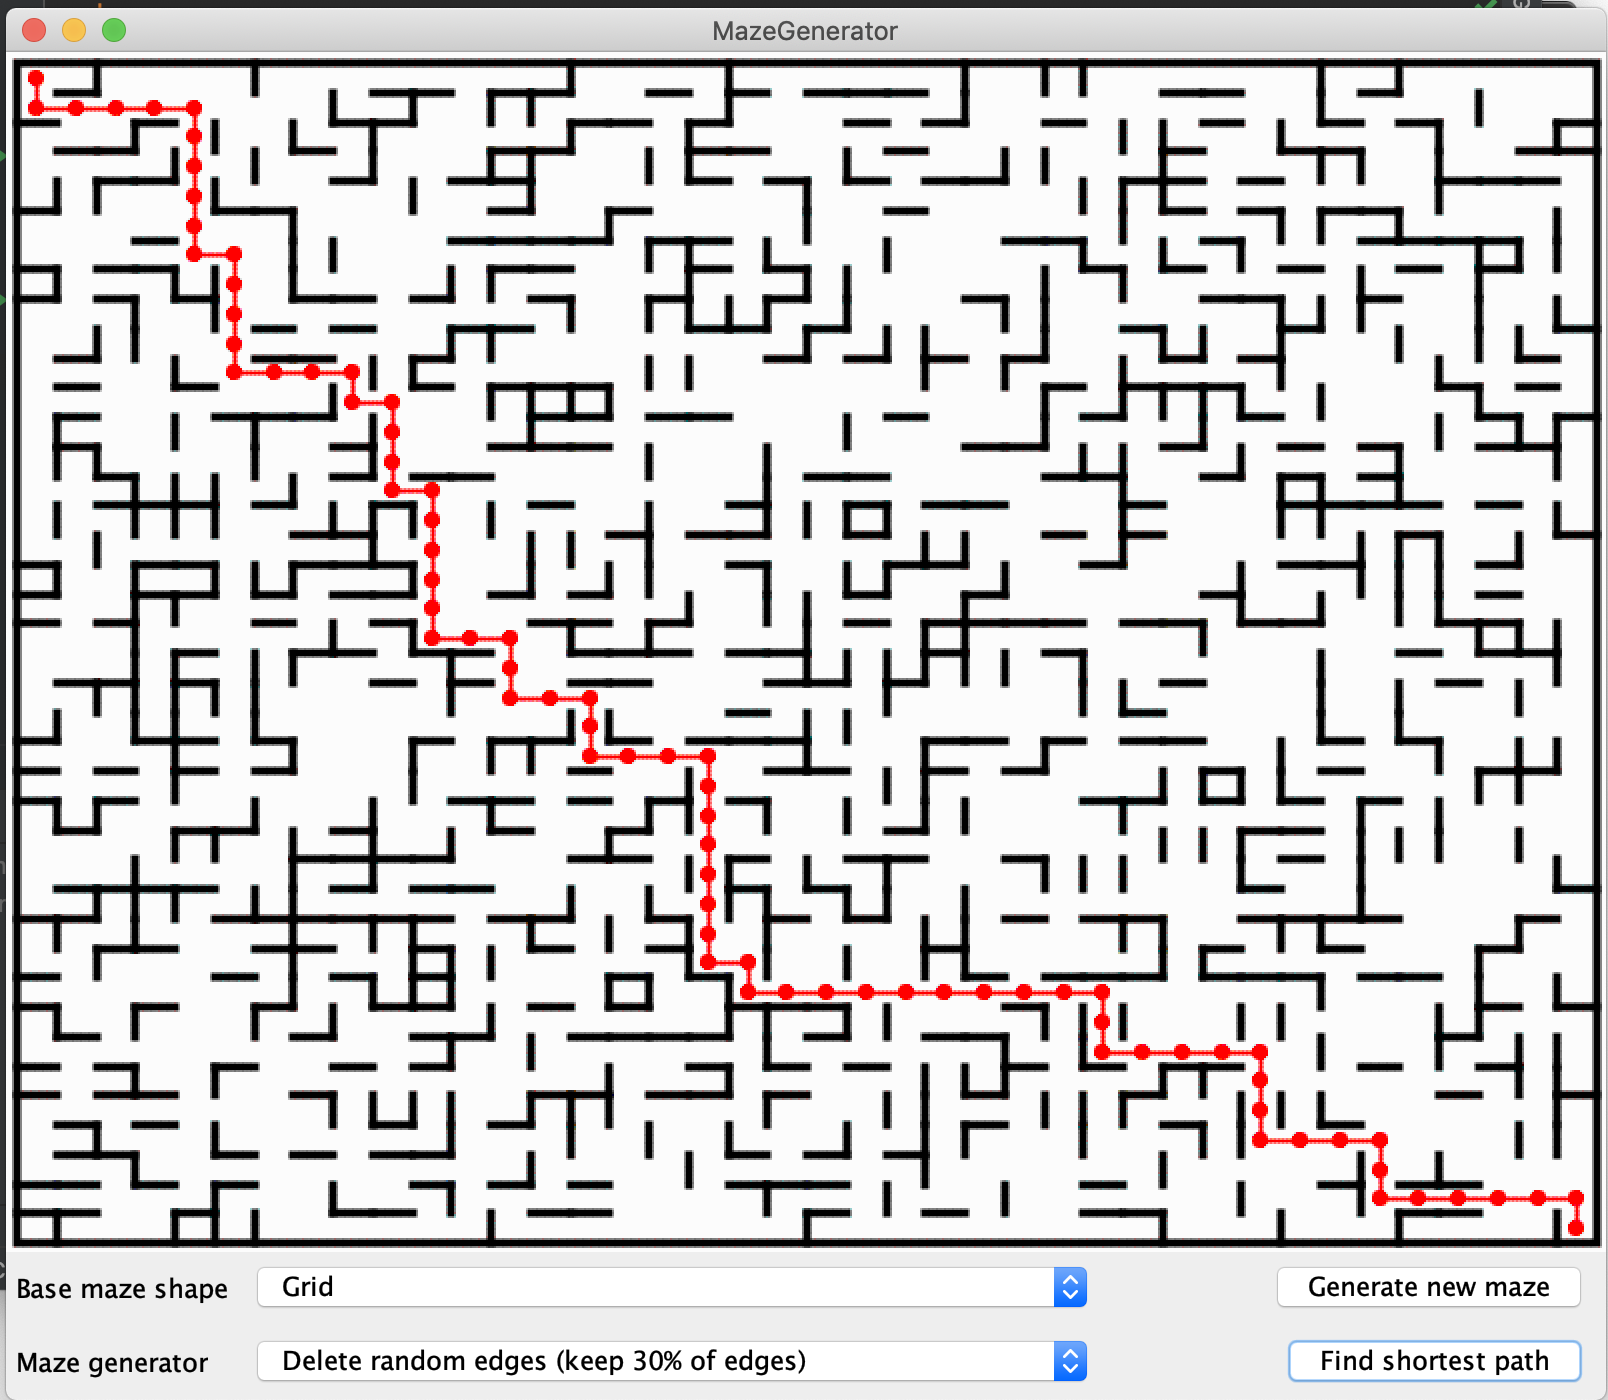 MazeGenerator
Base maze shape
Grid
Generate new maze
Maze generator
Delete random edges (keep 30% of edges)
Find shortest path